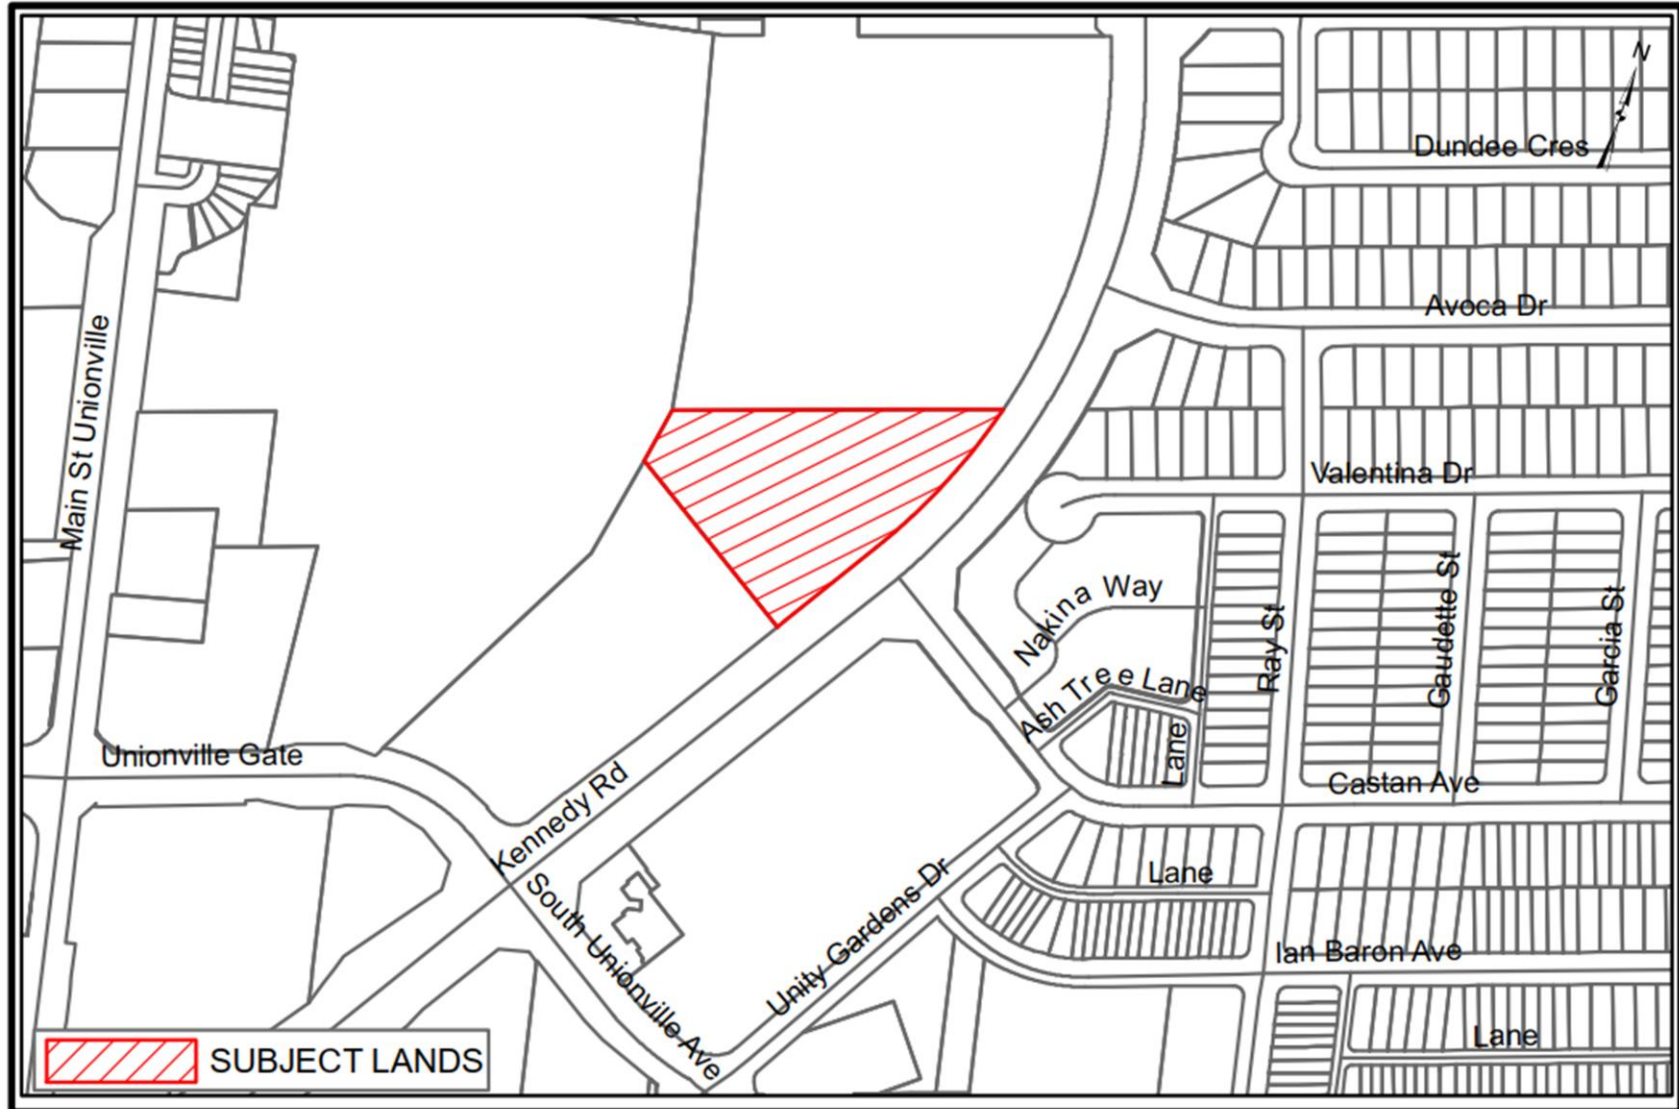 N
Dundee Cres
Avoca Dr
Main St Unionville
Valentina Dr
Nakina Way
Ray St
Gaudette St
Garcia St
Ash Tree Lane
Lane
Unionville Gate
Castan Ave
Kennedy Rd
Lane
South Unionville Ave
Unity Gardens Dr
Ian Baron Ave
Lane
SUBJECT LANDS